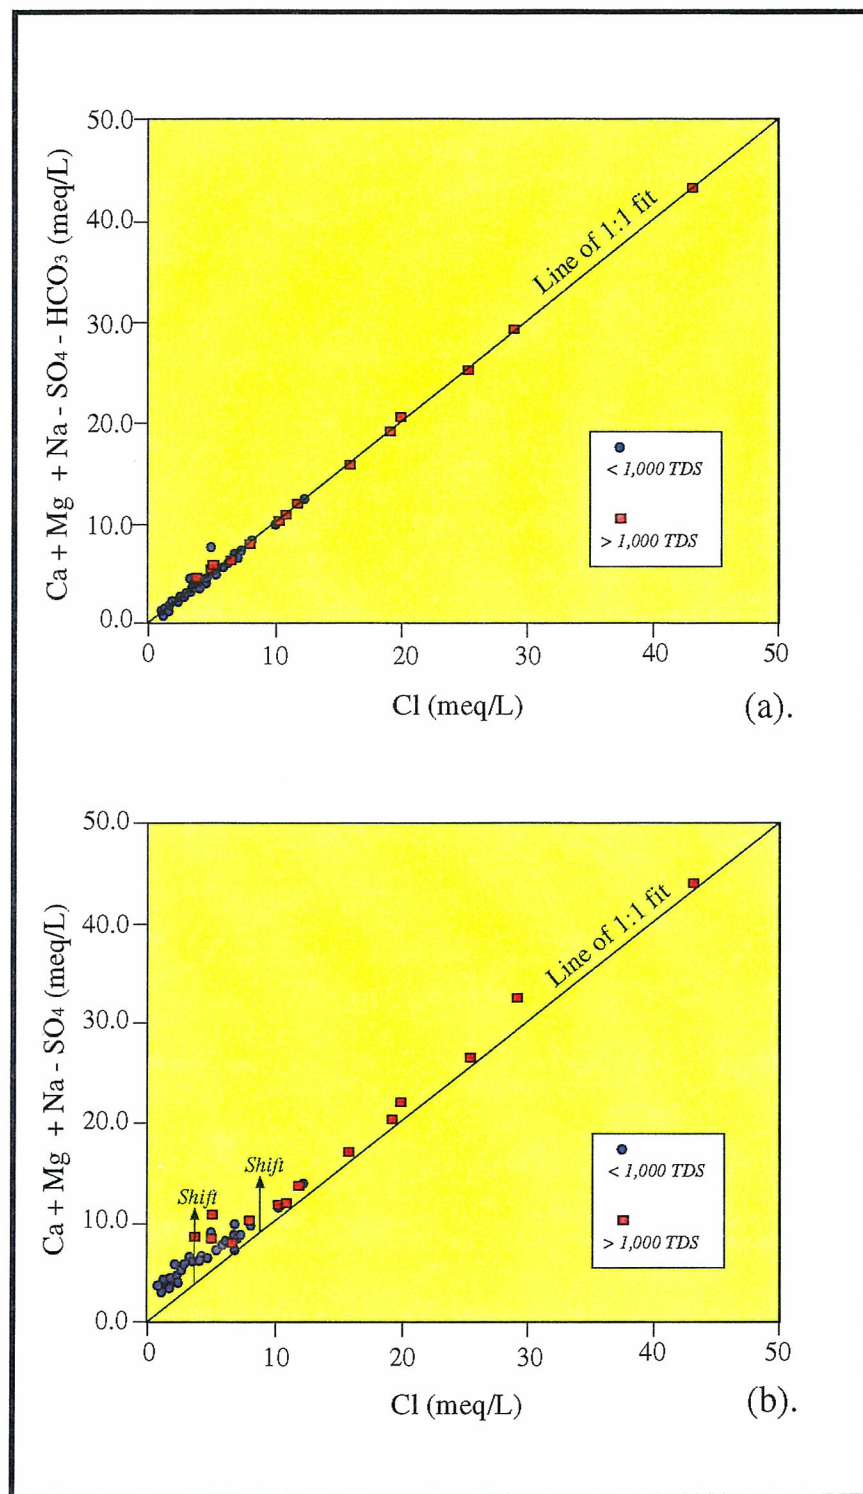 50.0
40.0
30.0
20.0
10.0
0.0
Ca + Mg + Na - SO4 - HCO3 (meq/L)
Line of 1:1 fit
< 1,000 TDS
> 1,000 TDS
0 10 20 30 40 50
Cl (meq/L)
(a).
50.0
40.0
30.0
20.0
10.0
0.0
Ca + Mg + Na - SO4 (meq/L)
Line of 1:1 fit
Shift
Shift
< 1,000 TDS
> 1,000 TDS
0 10 20 30 40 50
Cl (meq/L)
(b).